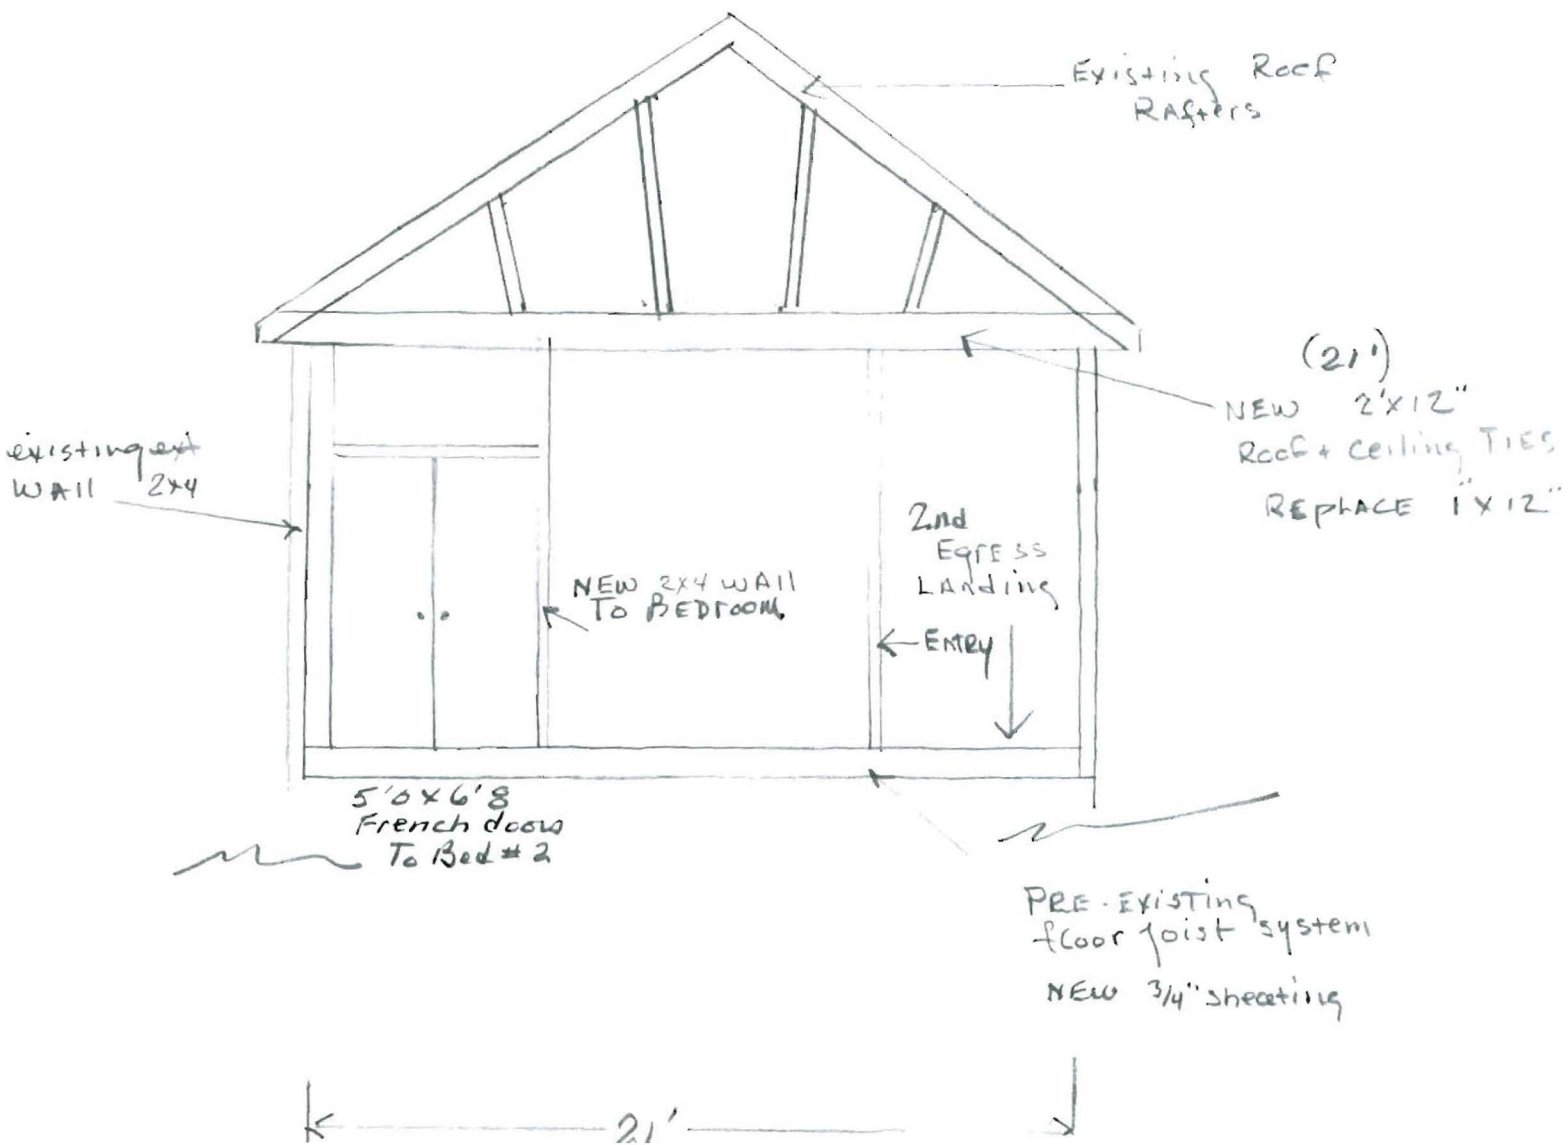 Existing Roof
RAfters
(21')
NEW 2'x12"
Roof + ceiling TIES
REPLACE 1"x12"
existing ext
WAll 2x4
2nd
EgrEss
LANding
NEW 2x4 WAll
To BEDroom
ENTRY
5'0 x 6'8
French doors
To Bed # 2
PRE-EXISTing
floor joist system
NEW 3/4" sheeting
21'